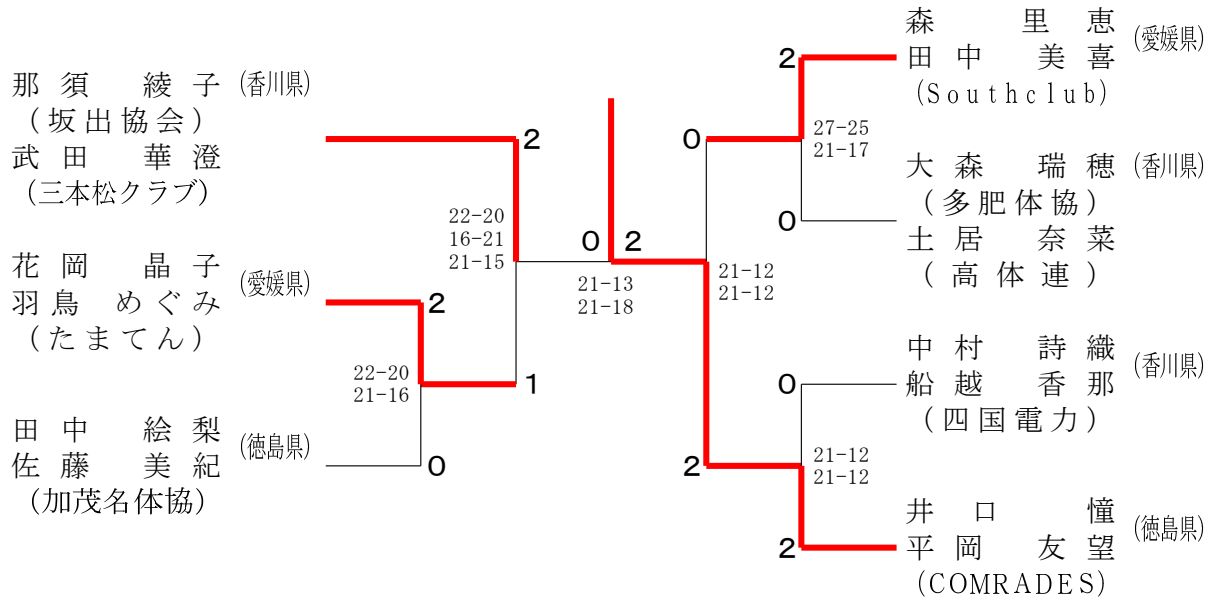 那須 綾子 (香川県)
(坂出協会)
武田 華澄
(三本松クラブ)
花岡 晶子
羽鳥 めぐみ (愛媛県)
(たまてん)
田中 絵梨
佐藤 美紀 (徳島県)
(加茂名体協)
2
22-20
16-21
21-15
2
22-20
21-16
1
0
0 2
21-13
21-18
0
21-12
21-12
2
2
27-25
21-17
0
0
21-12
21-12
2
森 里恵
田中 美喜 (愛媛県)
(Southclub)
大森 瑞穂 (香川県)
(多肥体協)
土居 奈菜
(高体連)
中村 詩織
船越 香那 (香川県)
(四国電力)
井口 憧
平岡 友望 (徳島県)
(COMRADES)